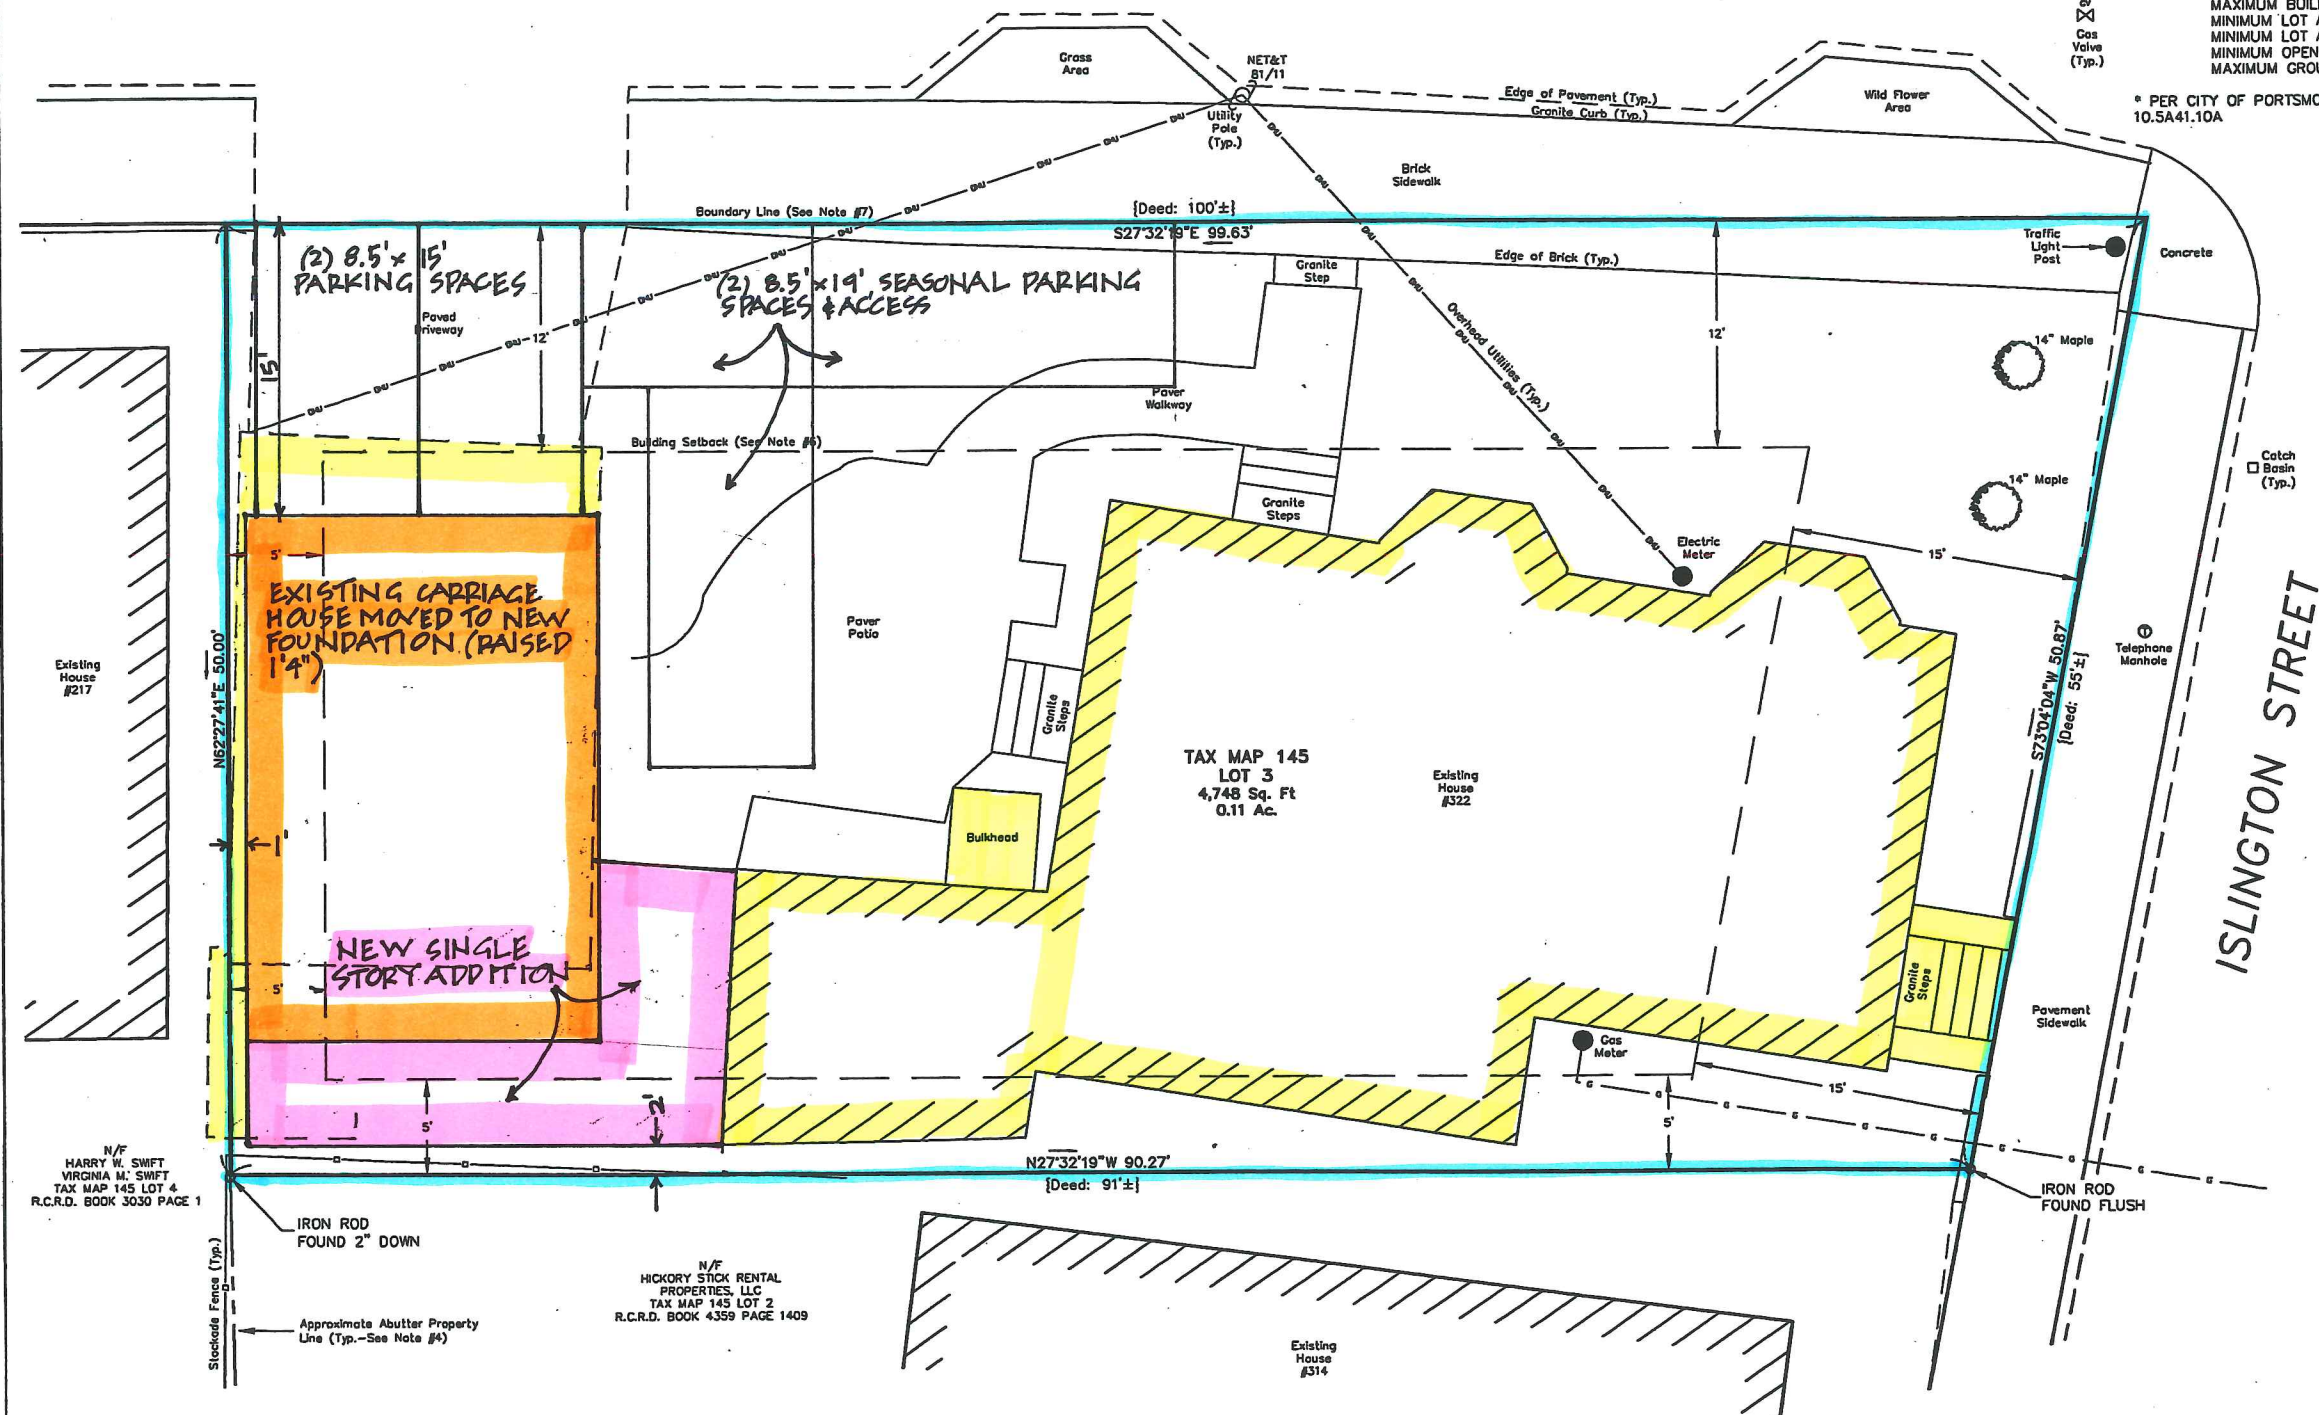 MINIMUM LOT
MINIMUM LOT
MINIMUM OPEN
Gas
Valve
(Typ.)
* PER CITY OF
10.5A41.10A
Grass
Area
NET&T
81/11
Utility
Pole
(Typ.)
Edge of Pavement (Typ.)
Granite Curb (Typ.)
Wild Flower
Area
Brick
Sidewalk
Boundary Line (See Note #7)
{Deed: 100'±}
S27°32'19"E 99.63'
Traffic
Light
Post
Concrete
Edge of Brick (Typ.)
Granite
Step
(2) 8.5'x 15'
PARKING SPACES
(2) 8.5'x19' SEASONAL PARKING
SPACES & ACCESS
Paved
Driveway
15'
12'
12'
Overhead Utilities (Typ.)
OHU
14" Maple
14" Maple
Paver
Walkway
Building Setback (See Note #6)
Catch
Basin
(Typ.)
Granite
Steps
Electric
Meter
15'
5'
EXISTING CARRIAGE
HOUSE MOVED TO NEW
FOUNDATION (RAISED
1'4")
Paver
Patio
Existing
House
#217
N62°27'41"E 50.00'
Granite
Steps
TAX MAP 145
LOT 3
4,748 Sq. Ft
0.11 Ac.
Existing
House
#322
S73°04'04"W 50.87'
{Deed: 55'±}
Telephone
Manhole
ISLINGTON STREET
1'
Bulkhead
NEW SINGLE
STORY ADDITION
5'
Granite
Steps
Pavement
Sidewalk
Gas
Meter
15'
5'
2'
5'
G G G G G G G G
N27°32'19"W 90.27'
{Deed: 91'±}
N/F
HARRY W. SWIFT
VIRGINIA M. SWIFT
TAX MAP 145 LOT 4
R.C.R.D. BOOK 3030 PAGE 1
IRON ROD
FOUND 2" DOWN
IRON ROD
FOUND FLUSH
Stockade Fence (Typ.)
N/F
HICKORY STICK RENTAL
PROPERTIES, LLC
TAX MAP 145 LOT 2
R.C.R.D. BOOK 4359 PAGE 1409
Approximate Abutter Property
Line (Typ.-See Note #4)
Existing
House
#314